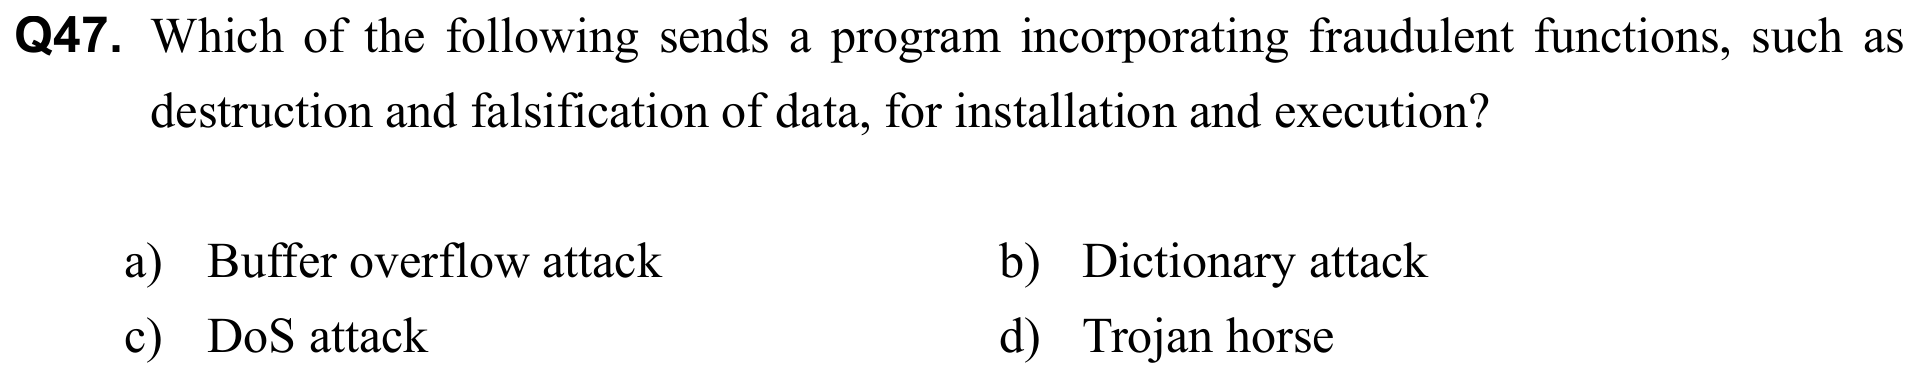 Q47. Which of the following sends a program incorporating fraudulent functions, such as
destruction and falsification of data, for installation and execution?
a) Buffer overflow attack b) Dictionary attack
c) DoS attack d) Trojan horse